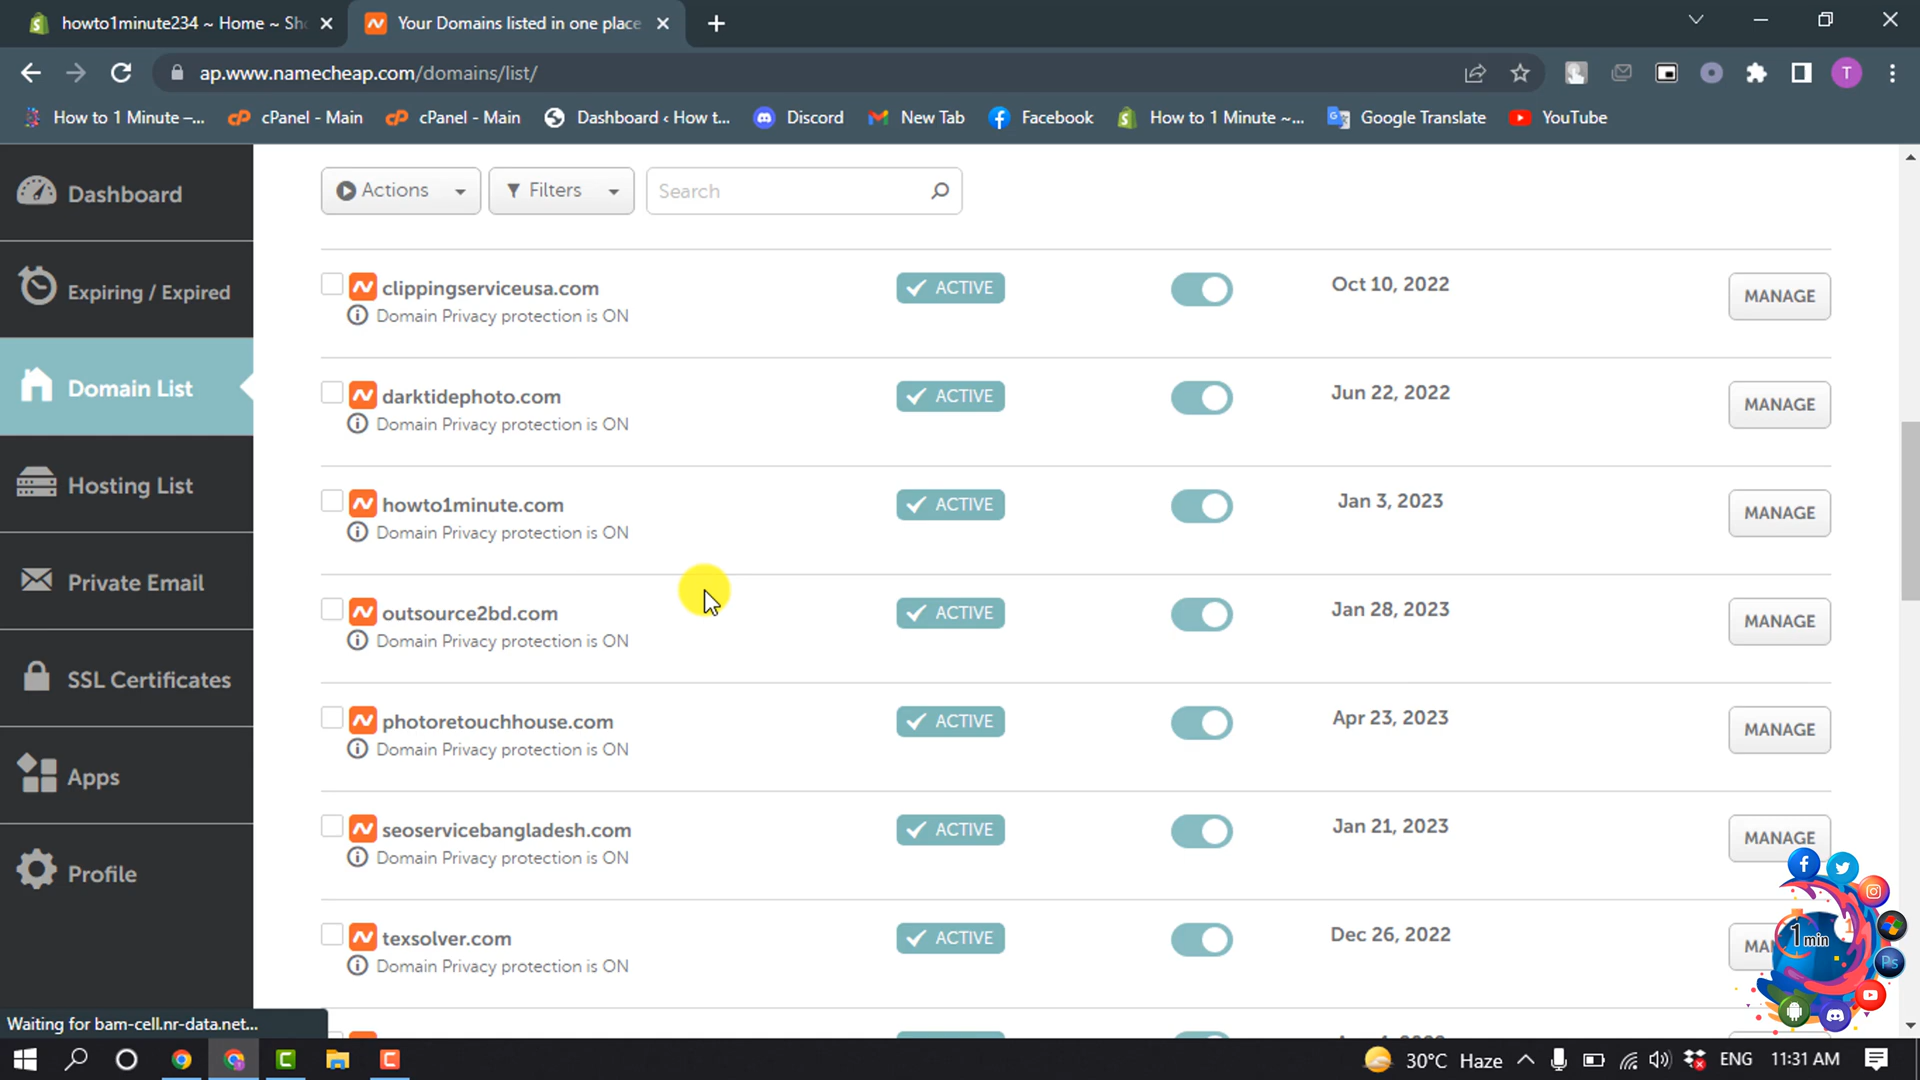 howto1minute234 ~ Home ~ Sh
Your Domains listed in one place
ap.www.namecheap.com/domains/list/
T
How to 1 Minute –...
cPanel - Main
cPanel - Main
Dashboard ‹ How t...
Discord
New Tab
Facebook
How to 1 Minute ~...
Google Translate
YouTube
Dashboard
Expiring / Expired
Domain List
Hosting List
Private Email
SSL Certificates
Apps
Profile
Actions
Filters
Search
clippingserviceusa.com ACTIVE Oct 10, 2022 MANAGE
Domain Privacy protection is ON
darktidephoto.com ACTIVE Jun 22, 2022 MANAGE
Domain Privacy protection is ON
howto1minute.com ACTIVE Jan 3, 2023 MANAGE
Domain Privacy protection is ON
outsource2bd.com ACTIVE Jan 28, 2023 MANAGE
Domain Privacy protection is ON
photoretouchhouse.com ACTIVE Apr 23, 2023 MANAGE
Domain Privacy protection is ON
seoservicebangladesh.com ACTIVE Jan 21, 2023 MANAGE
Domain Privacy protection is ON
texsolver.com ACTIVE Dec 26, 2022 MA
Domain Privacy protection is ON
1 min
Ps
Waiting for bam-cell.nr-data.net...
30°C Haze
ENG
11:31 AM